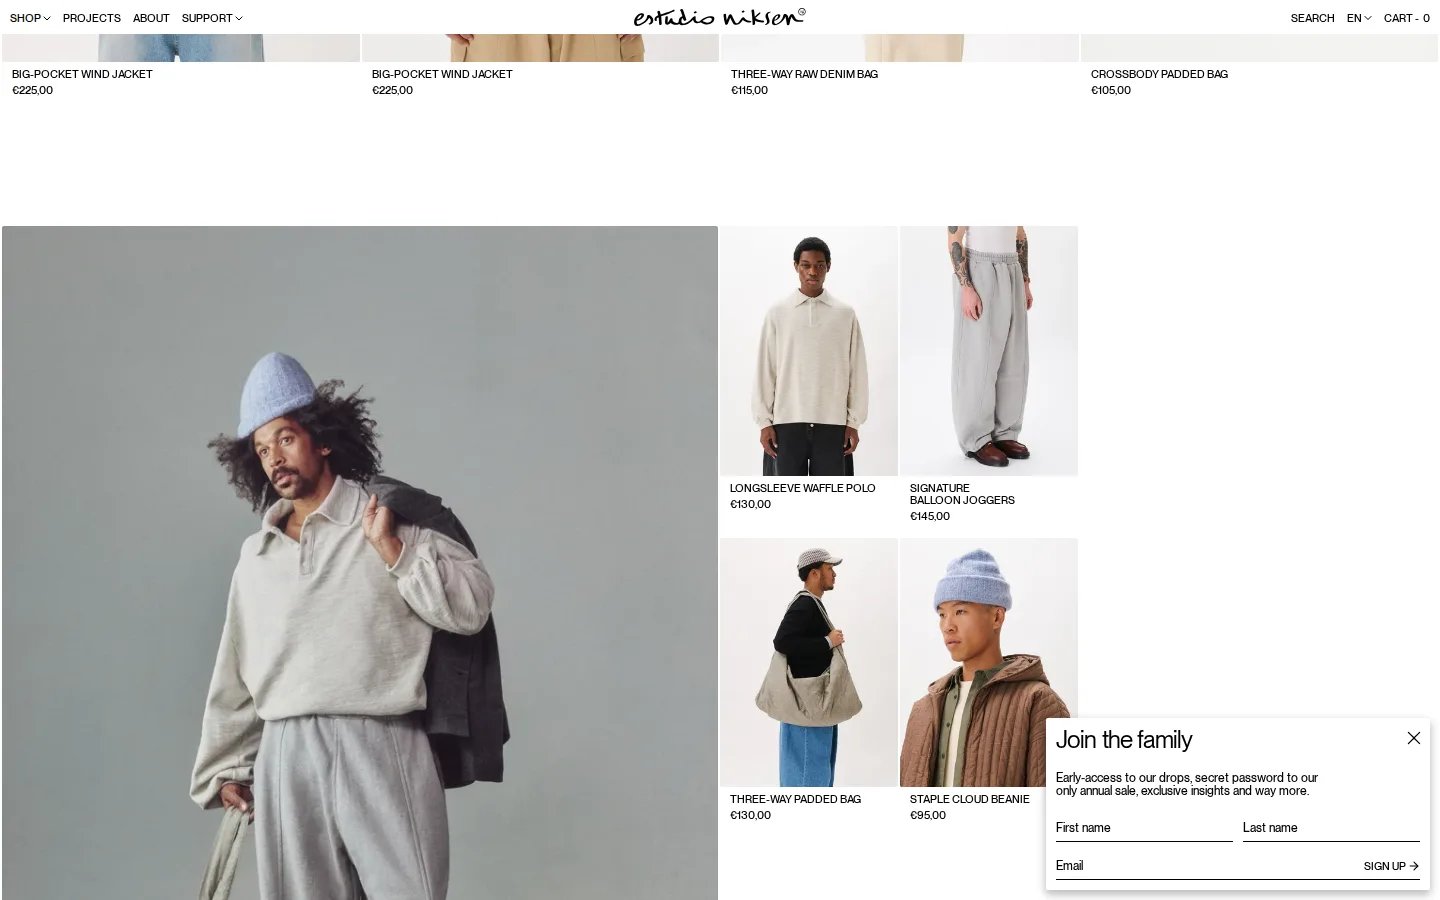 SHOP
PROJECTS
ABOUT
SUPPORT
estudio niksen
SEARCH
EN
CART - 0
BIG-POCKET WIND JACKET
€225,00
BIG-POCKET WIND JACKET
€225,00
THREE-WAY RAW DENIM BAG
€115,00
CROSSBODY PADDED BAG
€105,00
LONGSLEEVE WAFFLE POLO
€130,00
SIGNATURE
BALLOON JOGGERS
€145,00
THREE-WAY PADDED BAG
€130,00
STAPLE CLOUD BEANIE
€95,00
Join the family
Early-access to our drops, secret password to our
only annual sale, exclusive insights and way more.
First name
Last name
Email
SIGN UP →